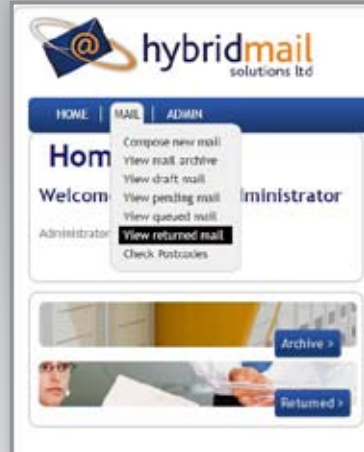 hybridmail
solutions ltd
HOME | MAIL | ADMIN
Hom
Compose new mail
View mail archive
View draft mail
Welcom
View pending mail
ministrator
View queued mail
Administrator
View returned mail
Check Postcodes
Archive >
Returned >